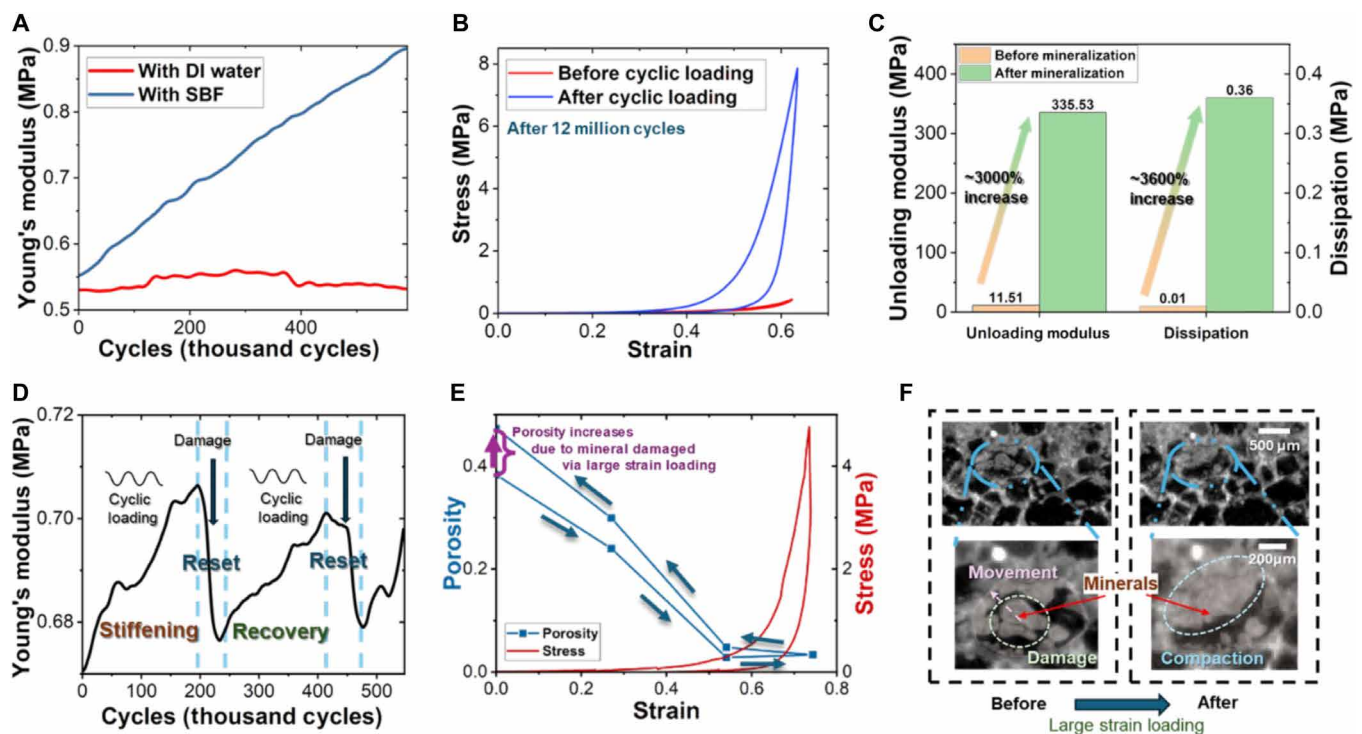 A
0.9
0.8
0.7
0.6
0.5
Young's modulus (MPa)
With DI water
With SBF
0
200
400
Cycles (thousand cycles)
B
8
6
4
2
0
Stress (MPa)
Before cyclic loading
After cyclic loading
After 12 million cycles
0.0
0.2
0.4
0.6
Strain
C
Before mineralization
After mineralization
400
300
200
100
0
Unloading modulus (MPa)
335.53
0.36
~3000%
increase
~3600%
increase
11.51
0.01
Unloading modulus
Dissipation
0.4
0.3
0.2
0.1
0.0
Dissipation (MPa)
D
0.72
0.70
0.68
Young's modulus (MPa)
Damage
Damage
Cyclic
loading
Cyclic
loading
Reset
Reset
Stiffening
Recovery
0
100
200
300
400
500
Cycles (thousand cycles)
E
0.4
0.2
0.0
Porosity
Porosity increases
due to mineral damaged
via large strain loading
Porosity
Stress
4
2
0
Stress (MPa)
0.0
0.2
0.4
0.6
0.8
Strain
F
500 µm
200µm
Movement
Minerals
Damage
Compaction
Before
After
Large strain loading